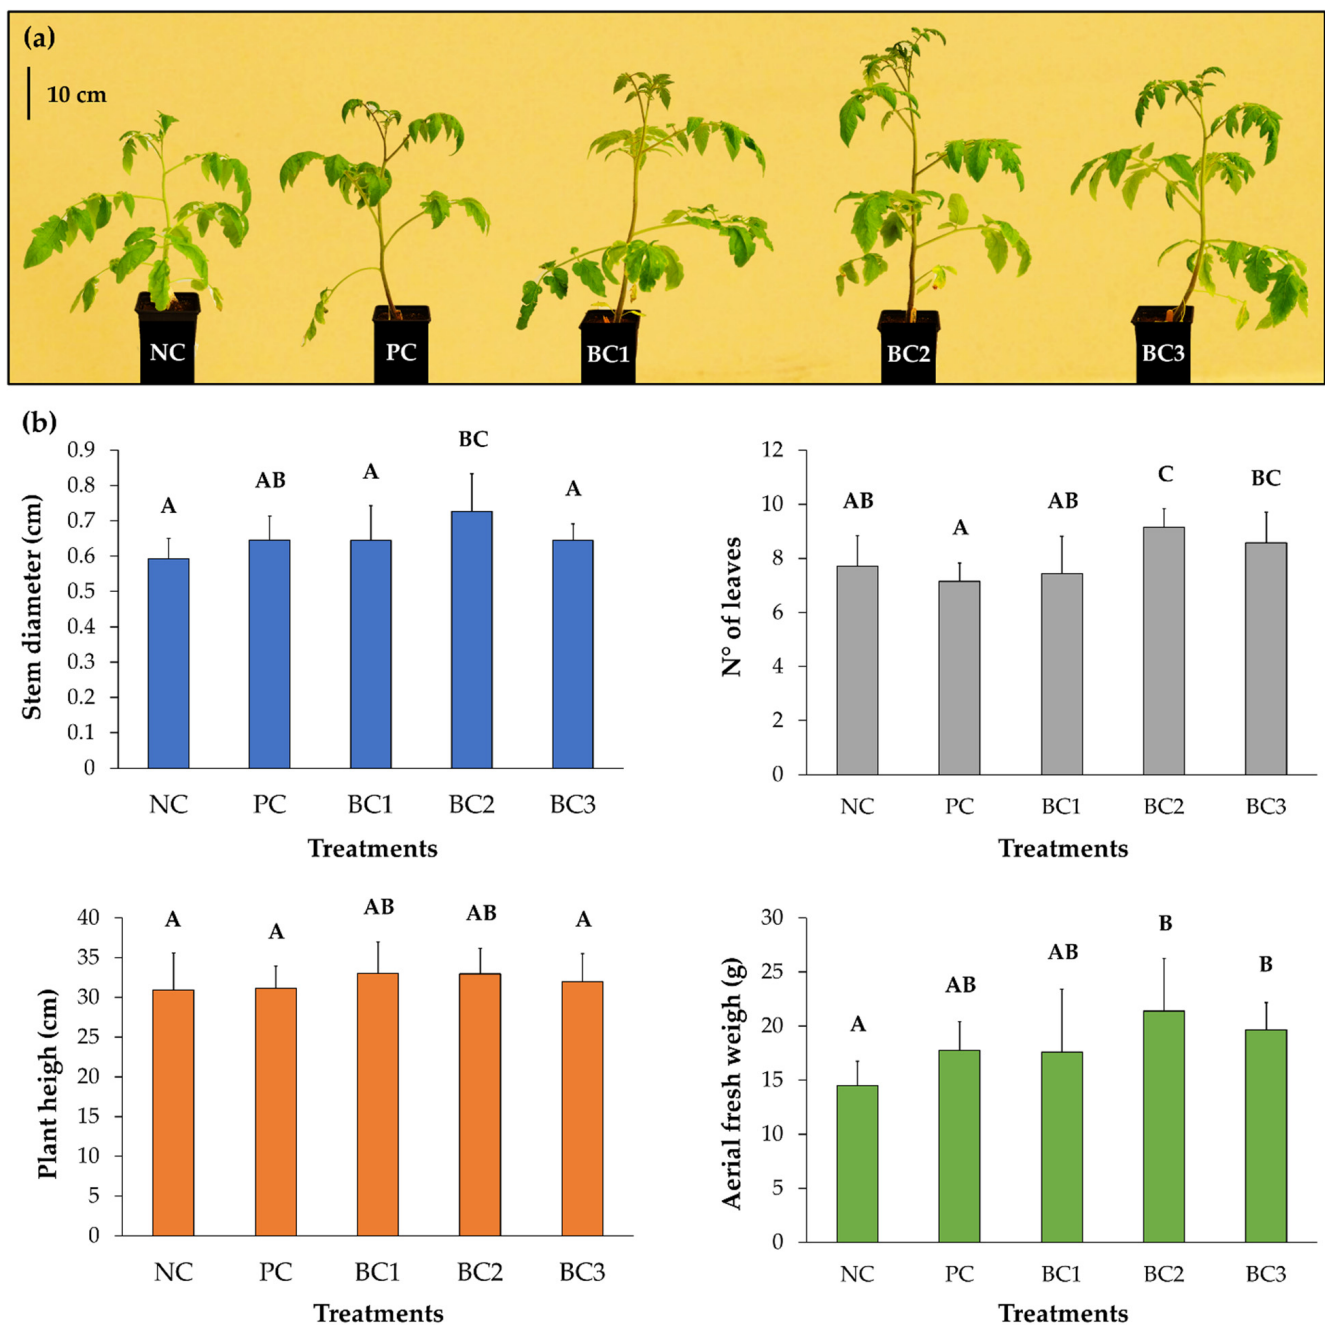 (a)
10 cm
NC
PC
BC1
BC2
BC3
(b)
Stem diameter (cm)
0.9
0.8
0.7
0.6
0.5
0.4
0.3
0.2
0.1
0
A
AB
A
BC
A
NC PC BC1 BC2 BC3
Treatments
N° of leaves
12
10
8
6
4
2
0
AB
A
AB
C
BC
NC PC BC1 BC2 BC3
Treatments
Plant heigh (cm)
40
35
30
25
20
15
10
5
0
A
A
AB
AB
A
NC PC BC1 BC2 BC3
Treatments
Aerial fresh weigh (g)
30
25
20
15
10
5
0
A
AB
AB
B
B
NC PC BC1 BC2 BC3
Treatments